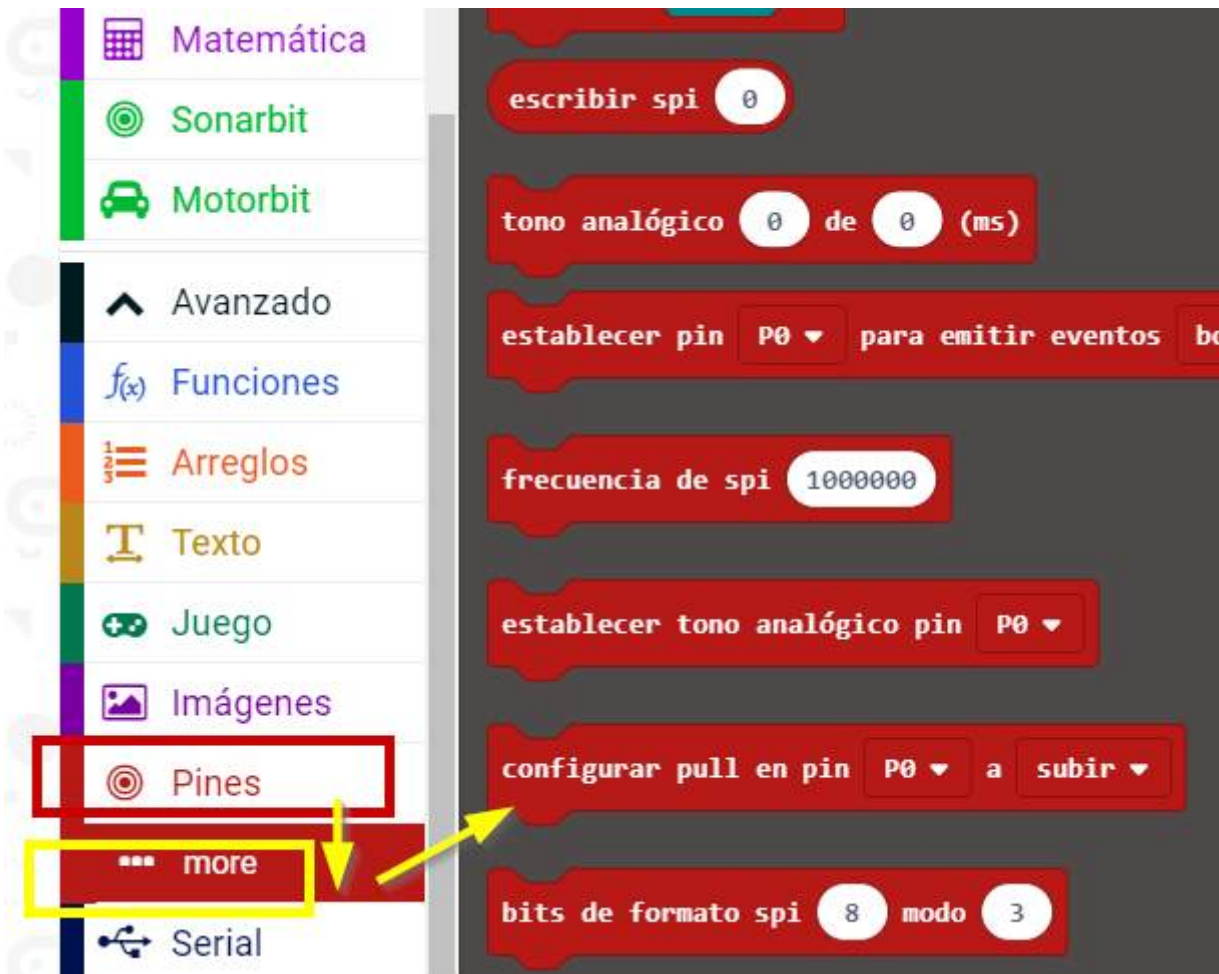 Matemática
Sonarbit
Motorbit
Avanzado
f(x) Funciones
Arreglos
Texto
Juego
Imágenes
Pines
more
Serial
escribir spi 0
tono analógico 0 de 0 (ms)
establecer pin P0 para emitir eventos
frecuencia de spi 1000000
establecer tono analógico pin P0
configurar pull en pin P0 a subir
bits de formato spi 8 modo 3